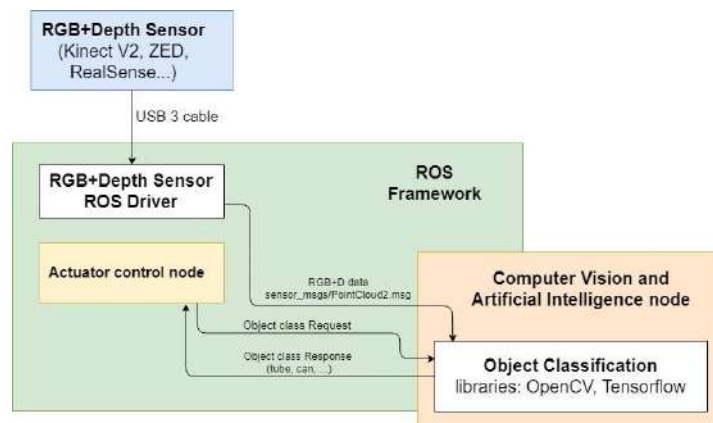 RGB+Depth Sensor
(Kinect V2, ZED,
RealSense...)
USB 3 cable
ROS
Framework
RGB+Depth Sensor
ROS Driver
Actuator control node
RGB+D data
sensor_msgs/PointCloud2.msg
Computer Vision and
Artificial Intelligence node
Object class Request
Object class Response
(tube, can, ...)
Object Classification
libraries: OpenCV, Tensorflow